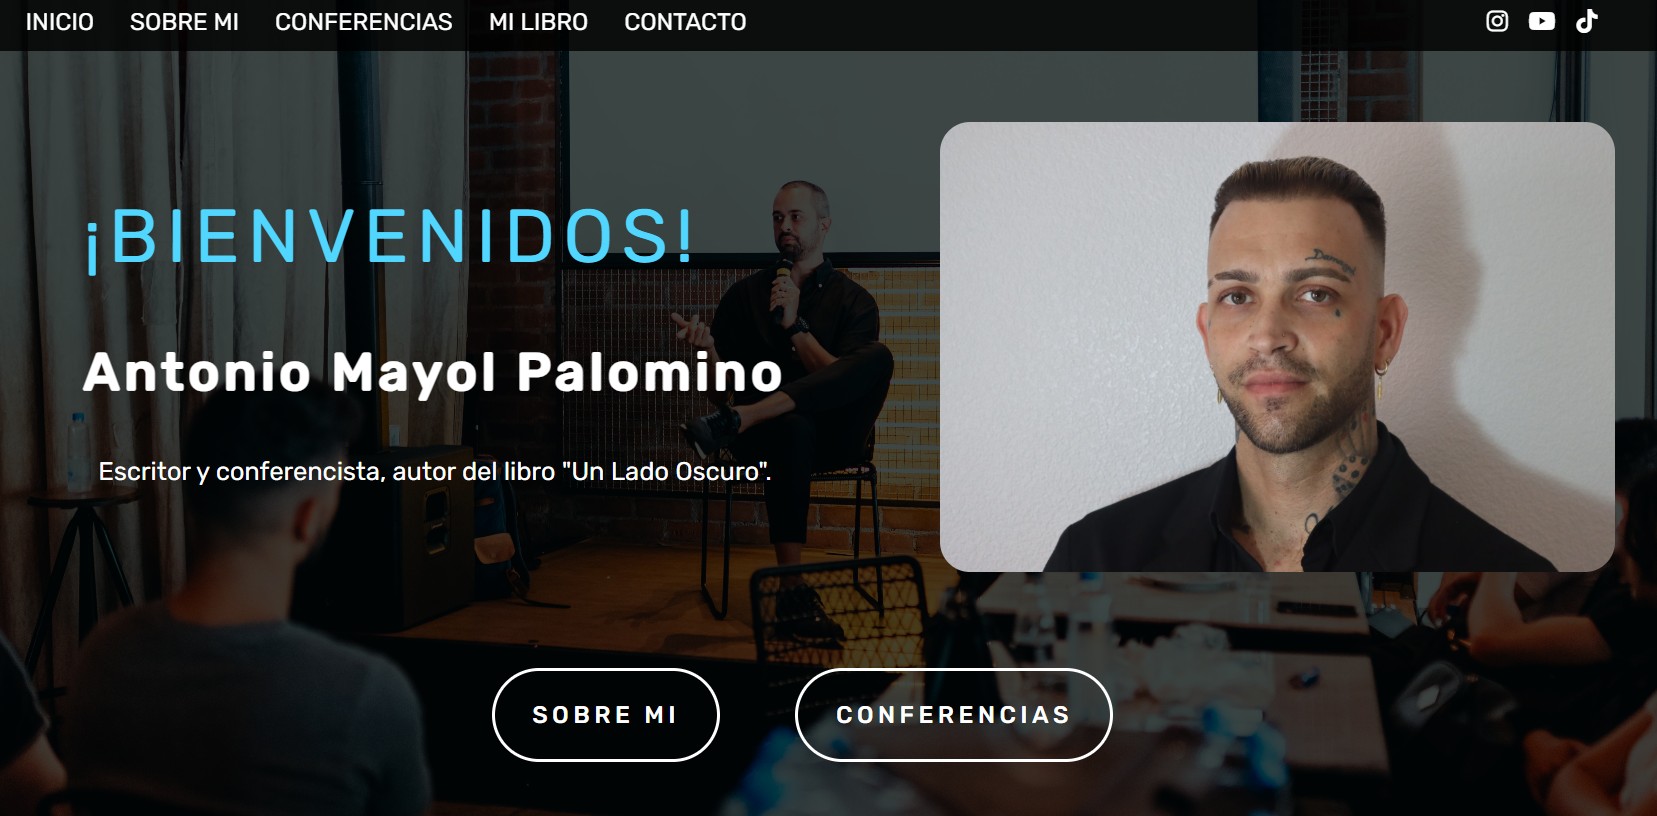 INICIO SOBRE MI CONFERENCIAS MI LIBRO CONTACTO
¡BIENVENIDOS!
Antonio Mayol Palomino
Escritor y conferencista, autor del libro "Un Lado Oscuro".
SOBRE MI CONFERENCIAS